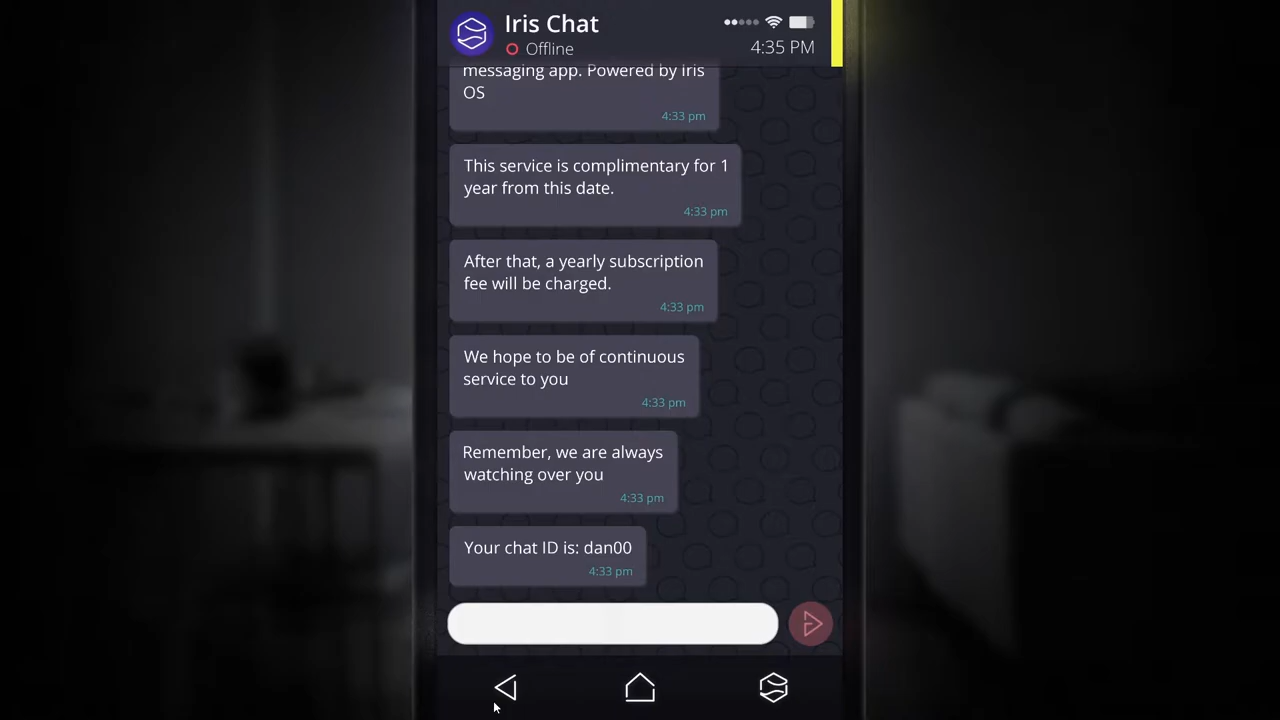 Iris Chat
Offline
4:35 PM
messaging app. Powered by Iris
OS
4:33 pm
This service is complimentary for 1
year from this date.
4:33 pm
After that, a yearly subscription
fee will be charged.
4:33 pm
We hope to be of continuous
service to you
4:33 pm
Remember, we are always
watching over you
4:33 pm
Your chat ID is: dan00
4:33 pm